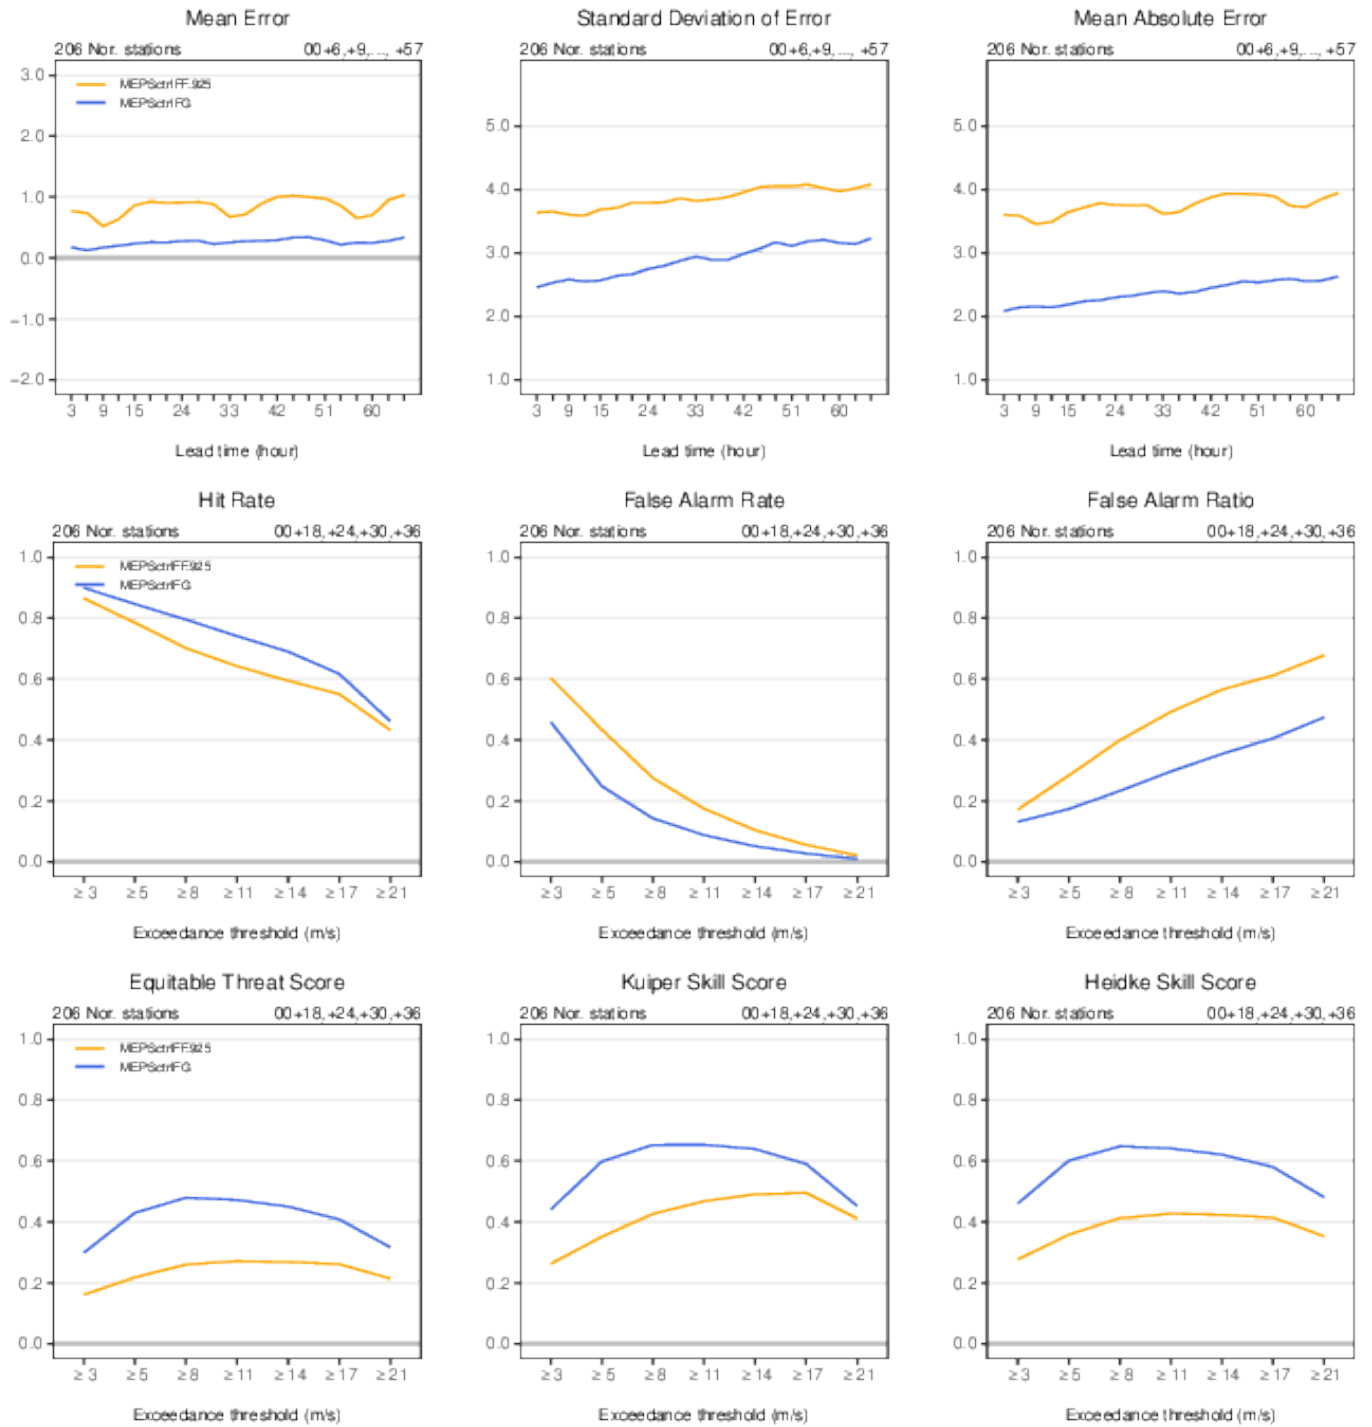 Mean Error
206 Nor. stations 00+6,+9,..., +57
3.0
2.0
1.0
0.0
−1.0
−2.0
MEPSctrlFF.925
MEPSctrlFG
3 9 15 24 33 42 51 60
Lead time (hour)
Standard Deviation of Error
206 Nor. stations 00+6,+9,..., +57
5.0
4.0
3.0
2.0
1.0
3 9 15 24 33 42 51 60
Lead time (hour)
Mean Absolute Error
206 Nor. stations 00+6,+9,..., +57
5.0
4.0
3.0
2.0
1.0
3 9 15 24 33 42 51 60
Lead time (hour)
Hit Rate
206 Nor. stations 00+18,+24,+30,+36
1.0
0.8
0.6
0.4
0.2
0.0
MEPSctrlFF.925
MEPSctrlFG
≥3 ≥5 ≥8 ≥11 ≥14 ≥17 ≥21
Exceedance threshold (m/s)
False Alarm Rate
206 Nor. stations 00+18,+24,+30,+36
1.0
0.8
0.6
0.4
0.2
0.0
≥3 ≥5 ≥8 ≥11 ≥14 ≥17 ≥21
Exceedance threshold (m/s)
False Alarm Ratio
206 Nor. stations 00+18,+24,+30,+36
1.0
0.8
0.6
0.4
0.2
0.0
≥3 ≥5 ≥8 ≥11 ≥14 ≥17 ≥21
Exceedance threshold (m/s)
Equitable Threat Score
206 Nor. stations 00+18,+24,+30,+36
1.0
0.8
0.6
0.4
0.2
0.0
MEPSctrlFF.925
MEPSctrlFG
≥3 ≥5 ≥8 ≥11 ≥14 ≥17 ≥21
Exceedance threshold (m/s)
Kuiper Skill Score
206 Nor. stations 00+18,+24,+30,+36
1.0
0.8
0.6
0.4
0.2
0.0
≥3 ≥5 ≥8 ≥11 ≥14 ≥17 ≥21
Exceedance threshold (m/s)
Heidke Skill Score
206 Nor. stations 00+18,+24,+30,+36
1.0
0.8
0.6
0.4
0.2
0.0
≥3 ≥5 ≥8 ≥11 ≥14 ≥17 ≥21
Exceedance threshold (m/s)